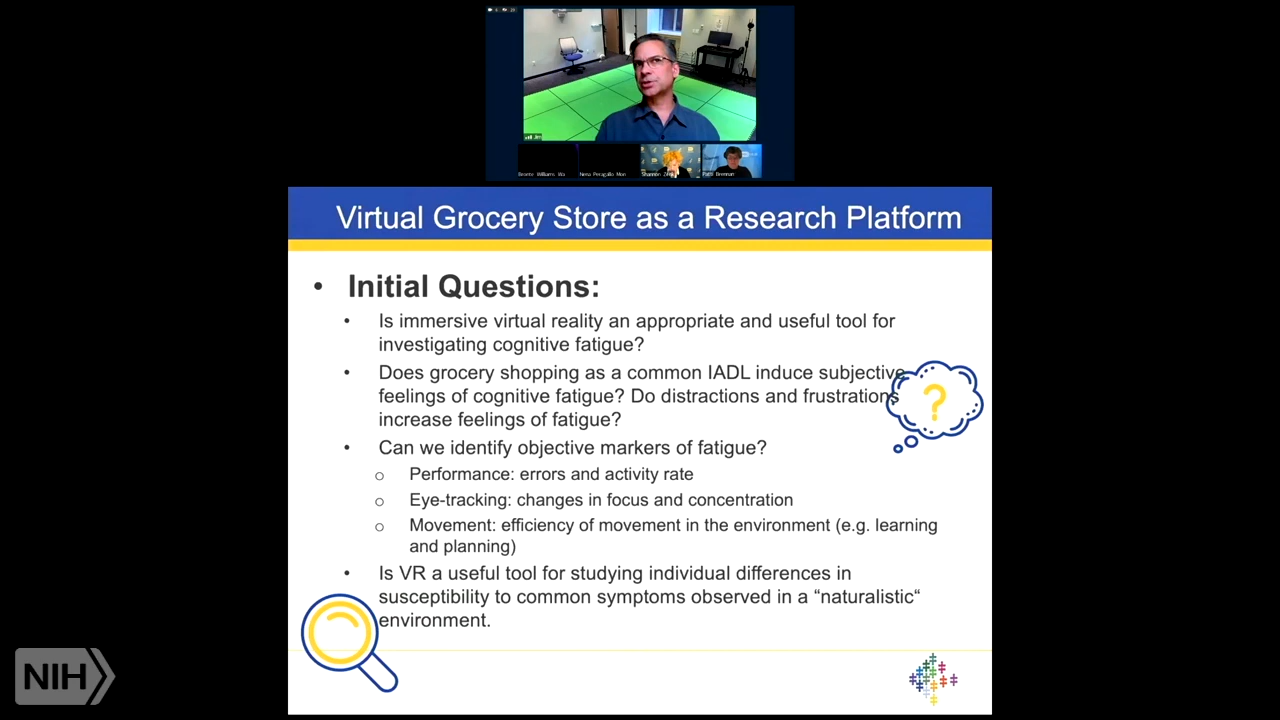 Jim
Shannon
Patti Brennan
Virtual Grocery Store as a Research Platform
• Initial Questions:
• Is immersive virtual reality an appropriate and useful tool for
investigating cognitive fatigue?
• Does grocery shopping as a common IADL induce subjective
feelings of cognitive fatigue? Do distractions and frustrations
increase feelings of fatigue?
?
• Can we identify objective markers of fatigue?
o Performance: errors and activity rate
o Eye-tracking: changes in focus and concentration
o Movement: efficiency of movement in the environment (e.g. learning
and planning)
• Is VR a useful tool for studying individual differences in
susceptibility to common symptoms observed in a “naturalistic“
environment.
NIH